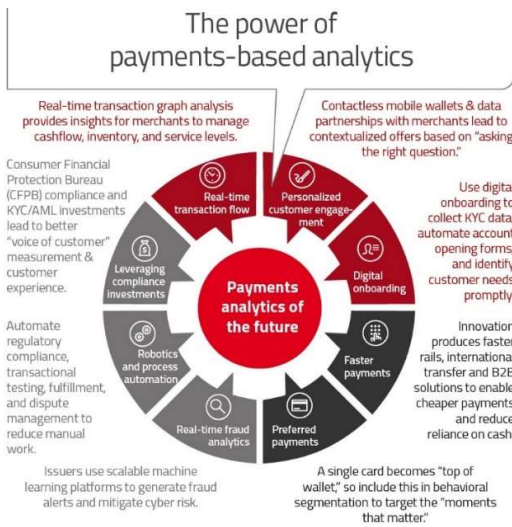 The power of
payments-based analytics
Real-time transaction graph analysis
provides insights for merchants to manage
cashflow, inventory, and service levels.
Contactless mobile wallets & data
partnerships with merchants lead to
contextualized offers based on “asking
the right question.”
Consumer Financial
Protection Bureau
(CFPB) compliance and
KYC/AML investments
lead to better
“voice of customer”
measurement &
customer
experience.
Real-time
transaction flow
Personalized
customer engage-
ment
Use digital
onboarding to
collect KYC data,
automate account
opening forms,
and identify
customer needs
promptly
Leveraging
compliance
investments
Digital
onboarding
Payments
analytics of
the future
Automate
regulatory
compliance,
transactional
testing, fulfillment,
and dispute
management to
reduce manual
work.
Robotics
and process
automation
Faster
payments
Innovation
produces faster
rails, international
transfer and B2B
solutions to enable
cheaper payments
and reduce
reliance on cash
Real-time fraud
analytics
Preferred
payments
Issuers use scalable machine
learning platforms to generate fraud
alerts and mitigate cyber risk.
A single card becomes “top of
wallet,” so include this in behavioral
segmentation to target the “moments
that matter.”